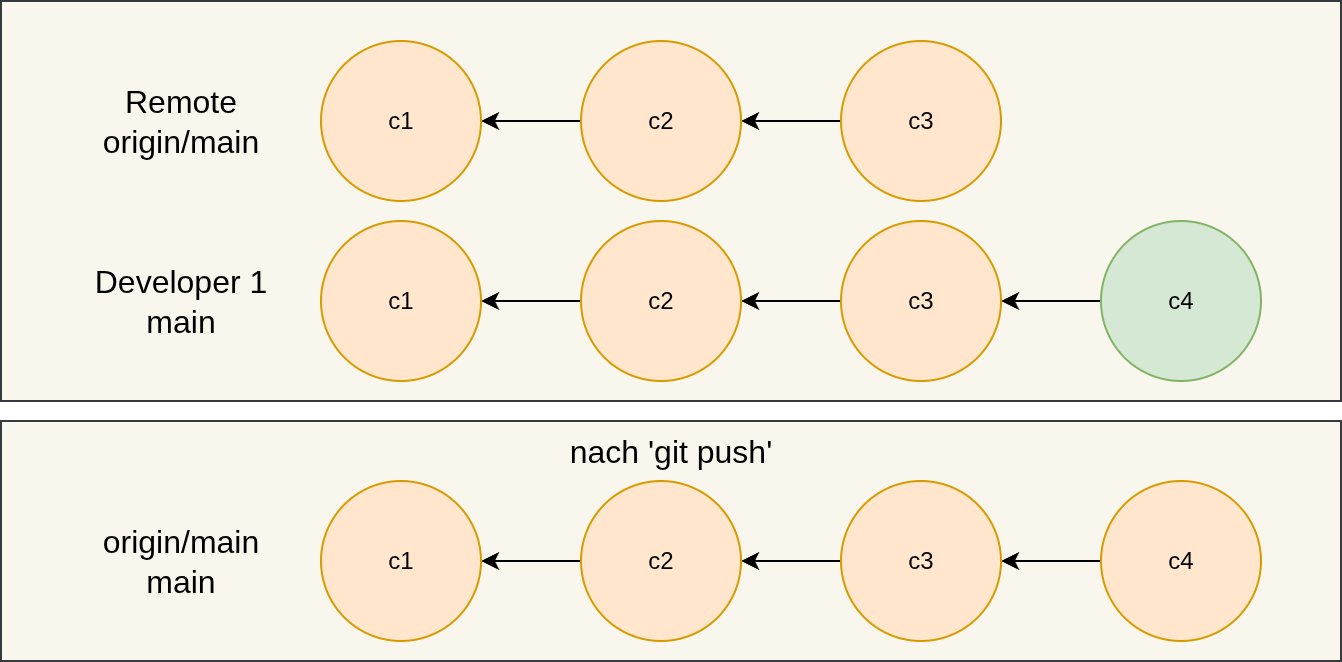 Remote
origin/main
c1
c2
c3
Developer 1
main
c1
c2
c3
c4
nach 'git push'
origin/main
main
c1
c2
c3
c4